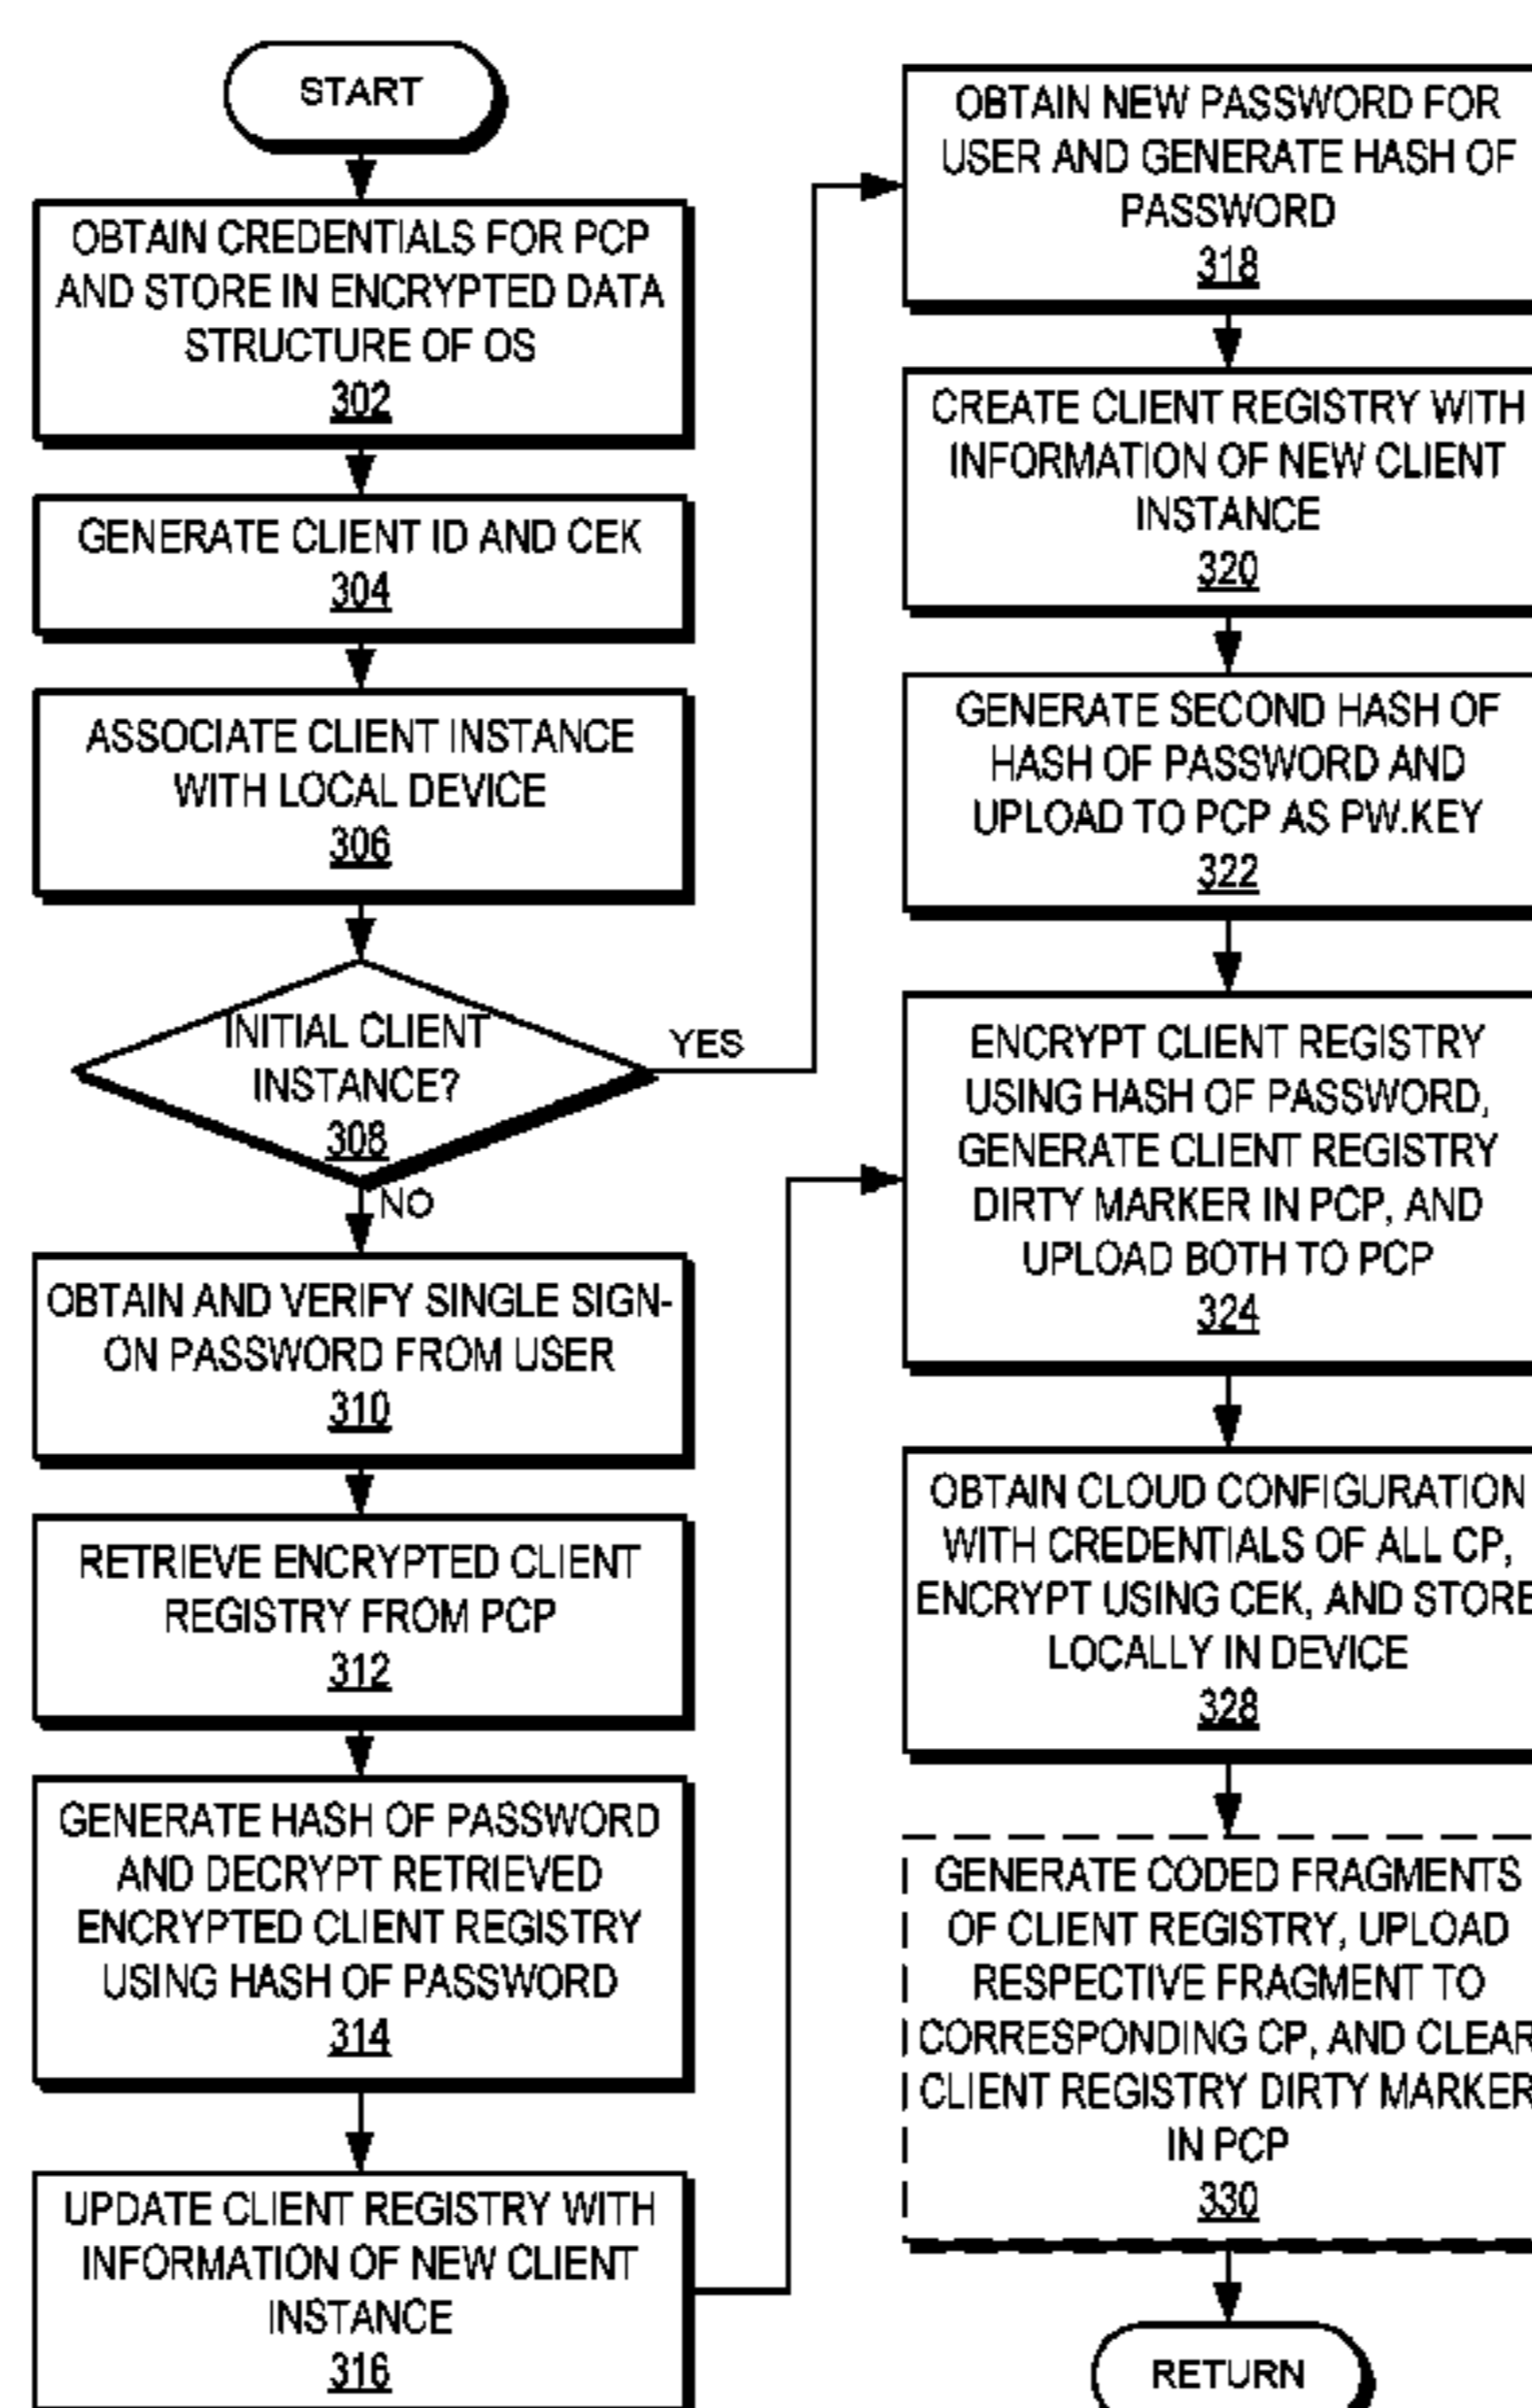 START
OBTAIN CREDENTIALS FOR PCP
AND STORE IN ENCRYPTED DATA
STRUCTURE OF OS
302
GENERATE CLIENT ID AND CEK
304
ASSOCIATE CLIENT INSTANCE
WITH LOCAL DEVICE
306
INITIAL CLIENT
INSTANCE?
308
YES
NO
OBTAIN AND VERIFY SINGLE SIGN-
ON PASSWORD FROM USER
310
RETRIEVE ENCRYPTED CLIENT
REGISTRY FROM PCP
312
GENERATE HASH OF PASSWORD
AND DECRYPT RETRIEVED
ENCRYPTED CLIENT REGISTRY
USING HASH OF PASSWORD
314
UPDATE CLIENT REGISTRY WITH
INFORMATION OF NEW CLIENT
INSTANCE
316
OBTAIN NEW PASSWORD FOR
USER AND GENERATE HASH OF
PASSWORD
318
CREATE CLIENT REGISTRY WITH
INFORMATION OF NEW CLIENT
INSTANCE
320
GENERATE SECOND HASH OF
HASH OF PASSWORD AND
UPLOAD TO PCP AS PW.KEY
322
ENCRYPT CLIENT REGISTRY
USING HASH OF PASSWORD,
GENERATE CLIENT REGISTRY
DIRTY MARKER IN PCP, AND
UPLOAD BOTH TO PCP
324
OBTAIN CLOUD CONFIGURATION
WITH CREDENTIALS OF ALL CP,
ENCRYPT USING CEK, AND STORE
LOCALLY IN DEVICE
328
GENERATE CODED FRAGMENTS
OF CLIENT REGISTRY, UPLOAD
RESPECTIVE FRAGMENT TO
CORRESPONDING CP, AND CLEAR
CLIENT REGISTRY DIRTY MARKER
IN PCP
330
RETURN